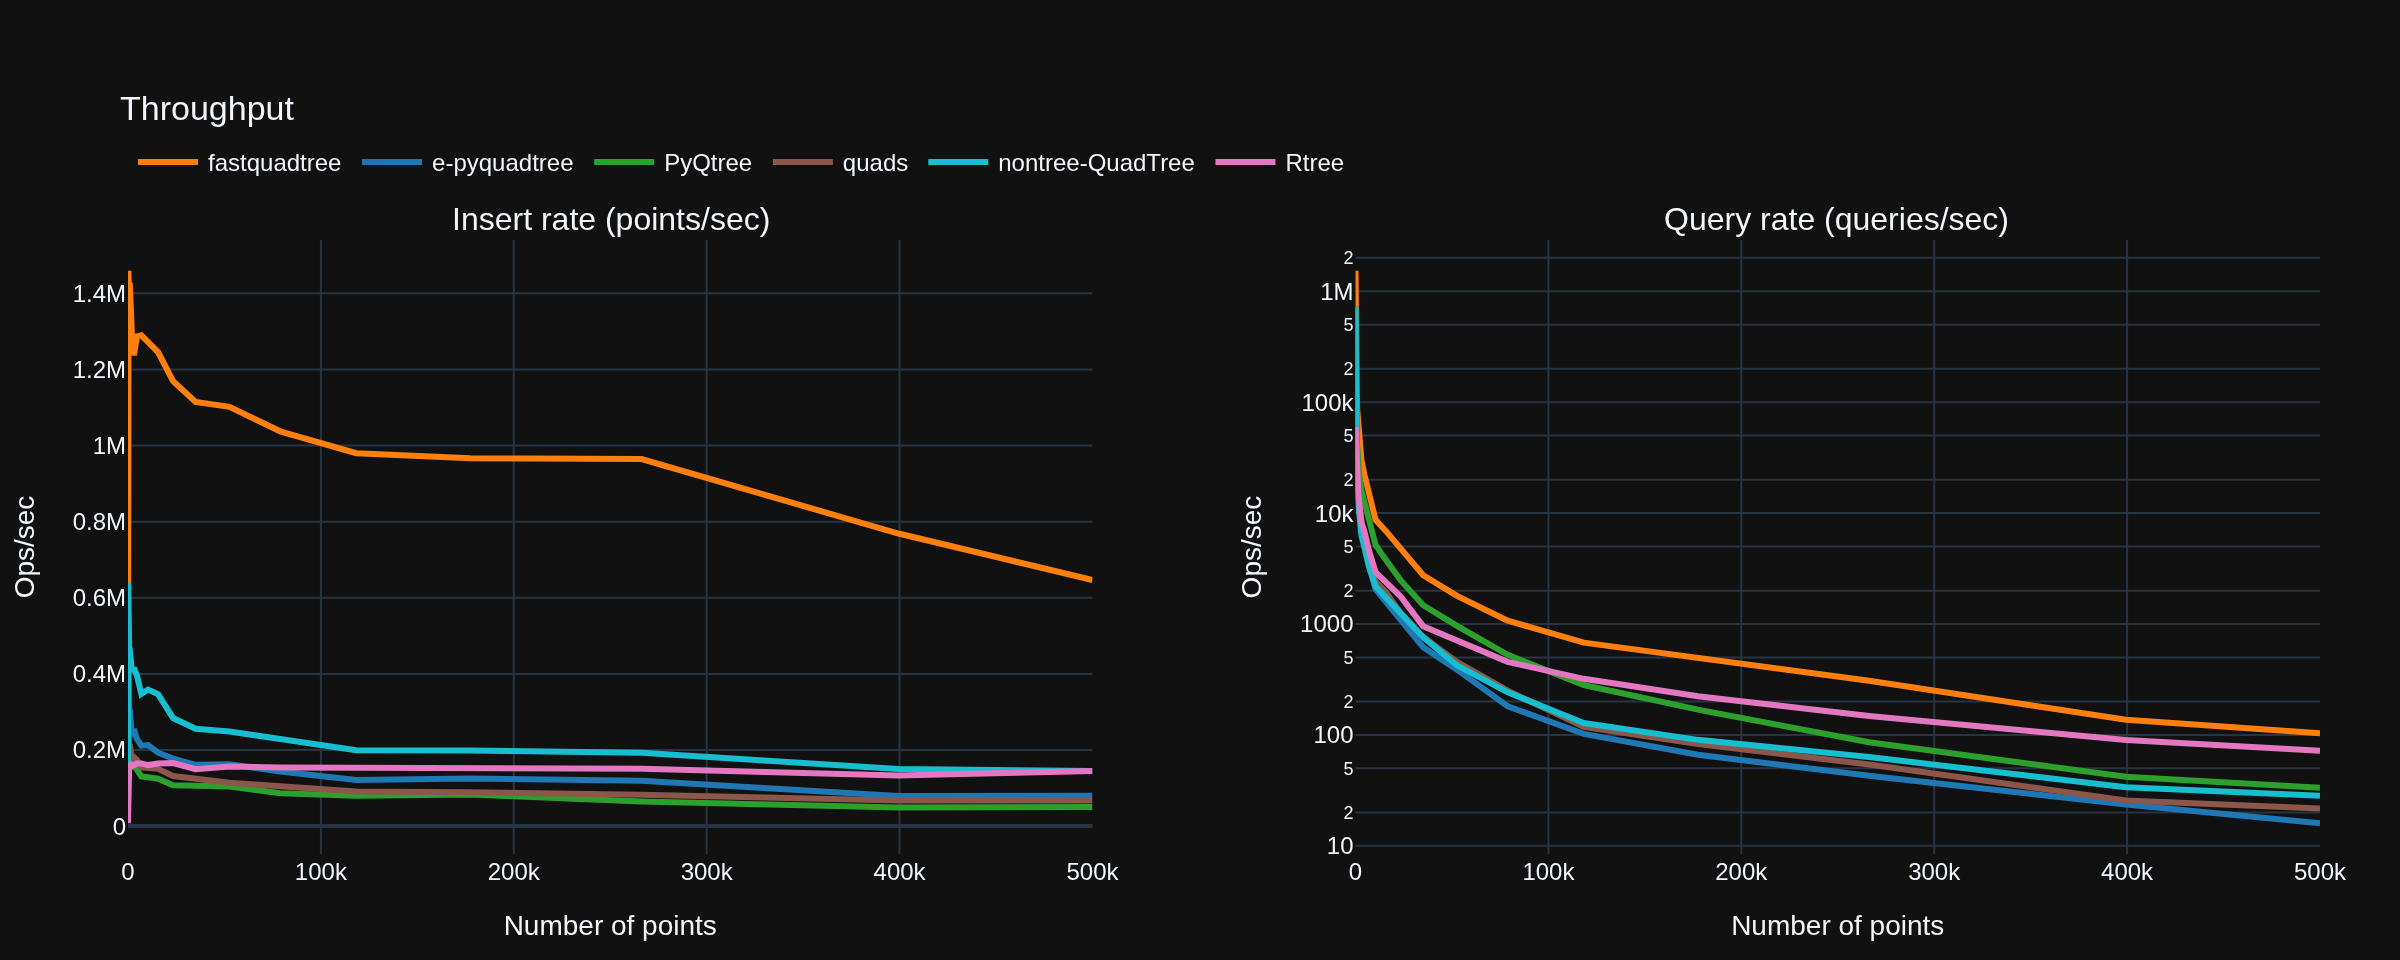 Throughput
fastquadtree e-pyquadtree PyQtree quads nontree-QuadTree Rtree
Insert rate (points/sec)
1.4M
1.2M
1M
0.8M
0.6M
0.4M
0.2M
0
Ops/sec
0 100k 200k 300k 400k 500k
Number of points
Query rate (queries/sec)
2
1M
5
2
100k
5
2
10k
5
2
1000
5
2
100
5
2
10
Ops/sec
0 100k 200k 300k 400k 500k
Number of points